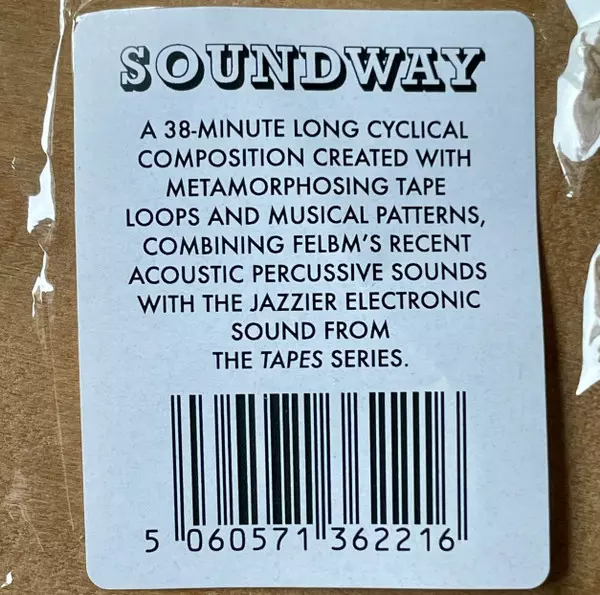 SOUNDWAY
A 38-MINUTE LONG CYCLICAL
COMPOSITION CREATED WITH
METAMORPHOSING TAPE
LOOPS AND MUSICAL PATTERNS,
COMBINING FELBM'S RECENT
ACOUSTIC PERCUSSIVE SOUNDS
WITH THE JAZZIER ELECTRONIC
SOUND FROM
THE TAPES SERIES.
5 060571 362216